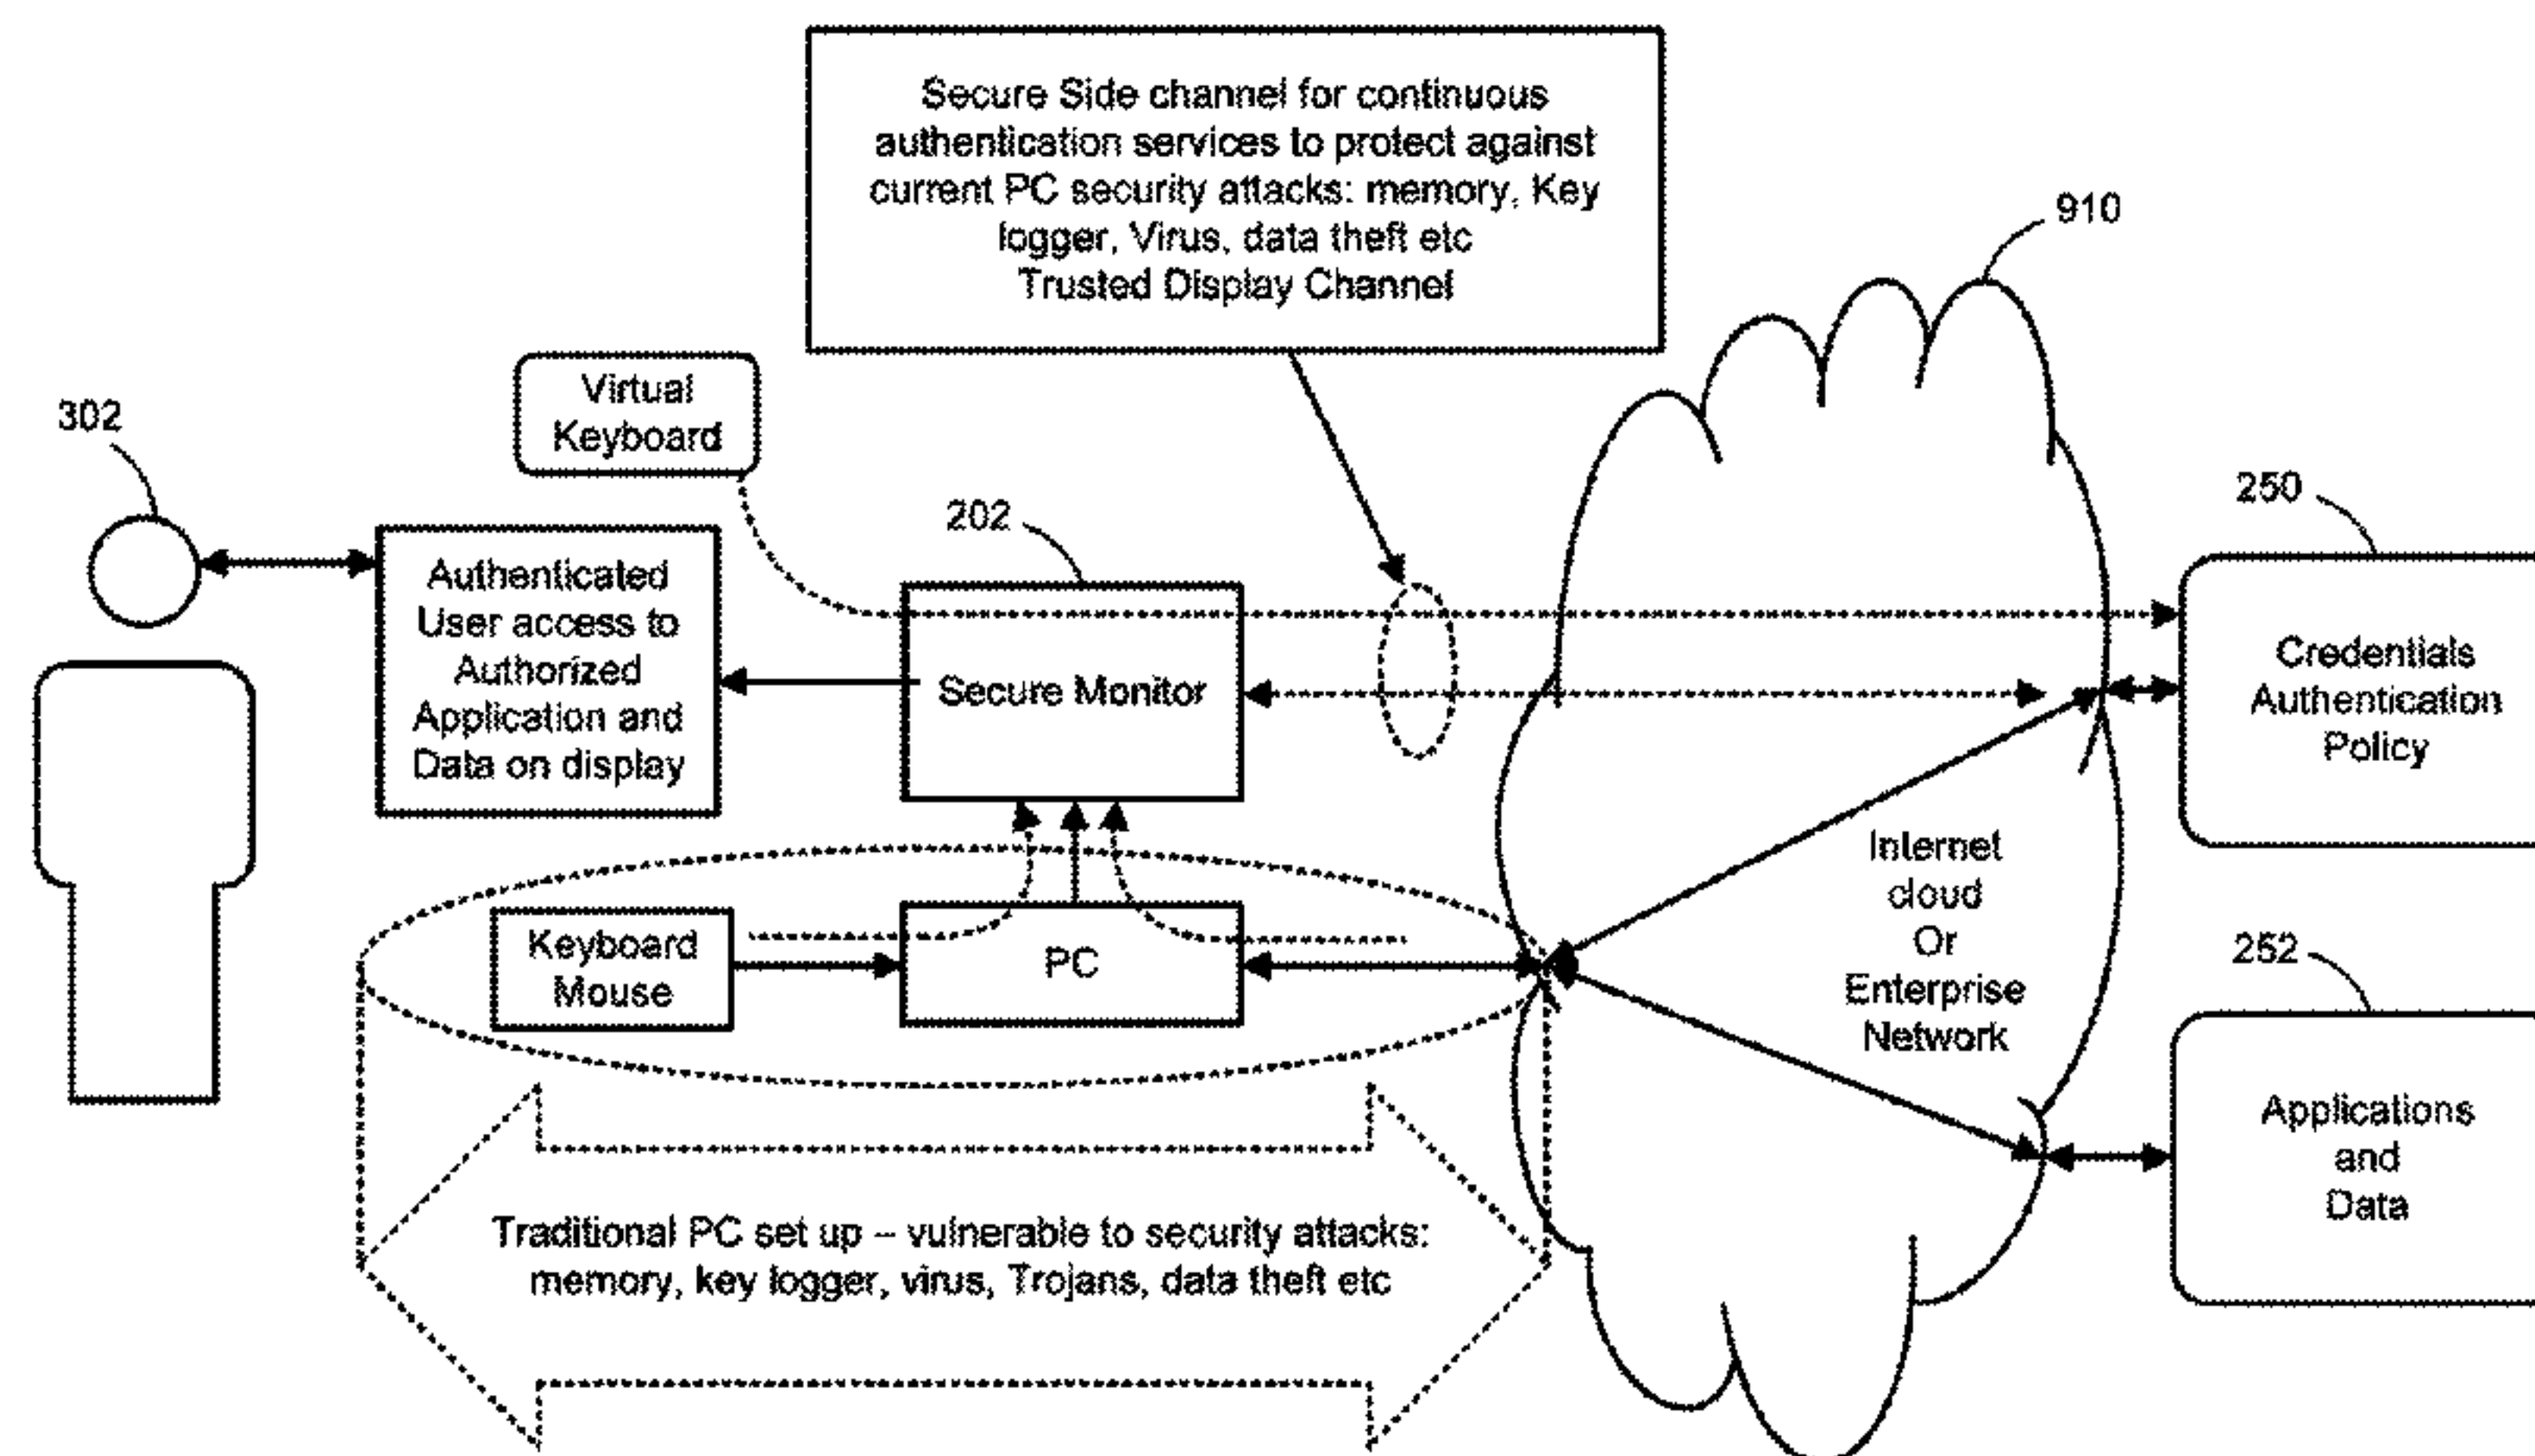 Secure Side channel for continuous
authentication services to protect against
current PC security attacks: memory, Key
logger, Virus, data theft etc
Trusted Display Channel
910
Virtual
Keyboard
302
202
250
Authenticated
User access to
Authorized
Application and
Data on display
Secure Monitor
Credentials
Authentication
Policy
Internet
cloud
Or
Enterprise
Network
Keyboard
Mouse
PC
252
Applications
and
Data
Traditional PC set up – vulnerable to security attacks:
memory, key logger, virus, Trojans, data theft etc